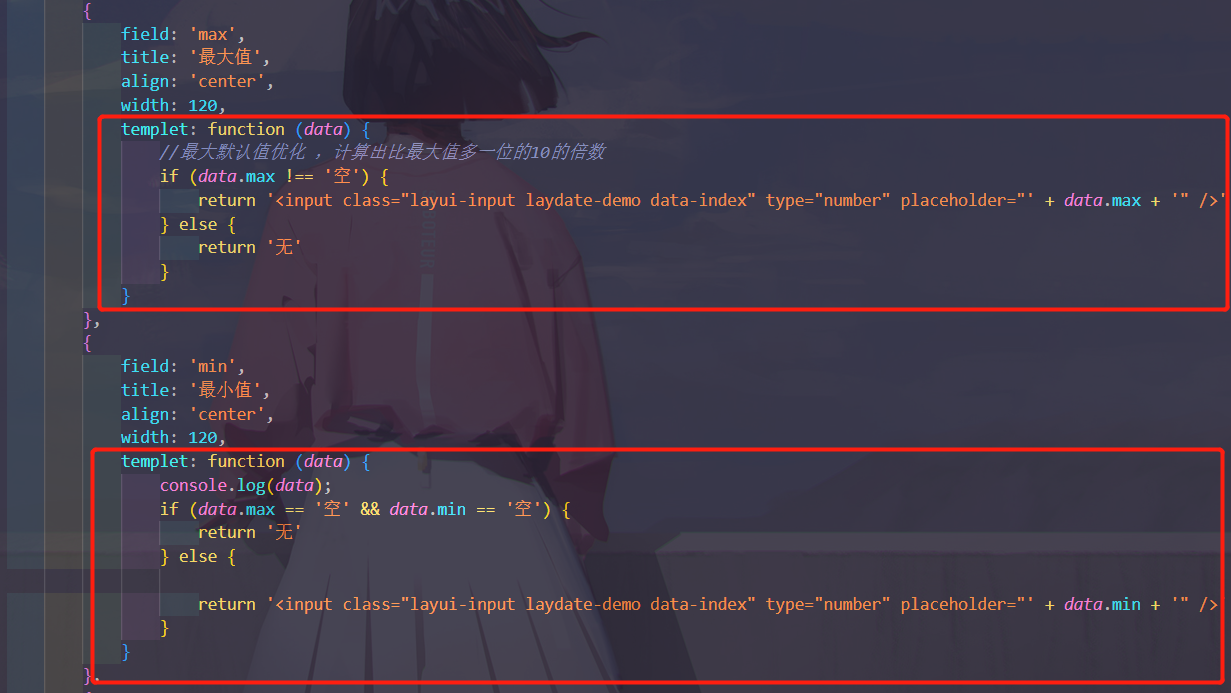 {
field: 'max',
title: '最大值',
align: 'center',
width: 120,
templet: function (data) {
//最大默认值优化 ，计算出比最大值多一位的10的倍数
if (data.max !== '空') {
return '<input class="layui-input laydate-demo data-index" type="number" placeholder="' + data.max + '" />'
} else {
return '无'
}
}
},
{
field: 'min',
title: '最小值',
align: 'center',
width: 120,
templet: function (data) {
console.log(data);
if (data.max == '空' && data.min == '空') {
return '无'
} else {
return '<input class="layui-input laydate-demo data-index" type="number" placeholder="' + data.min + '" />
}
}
},